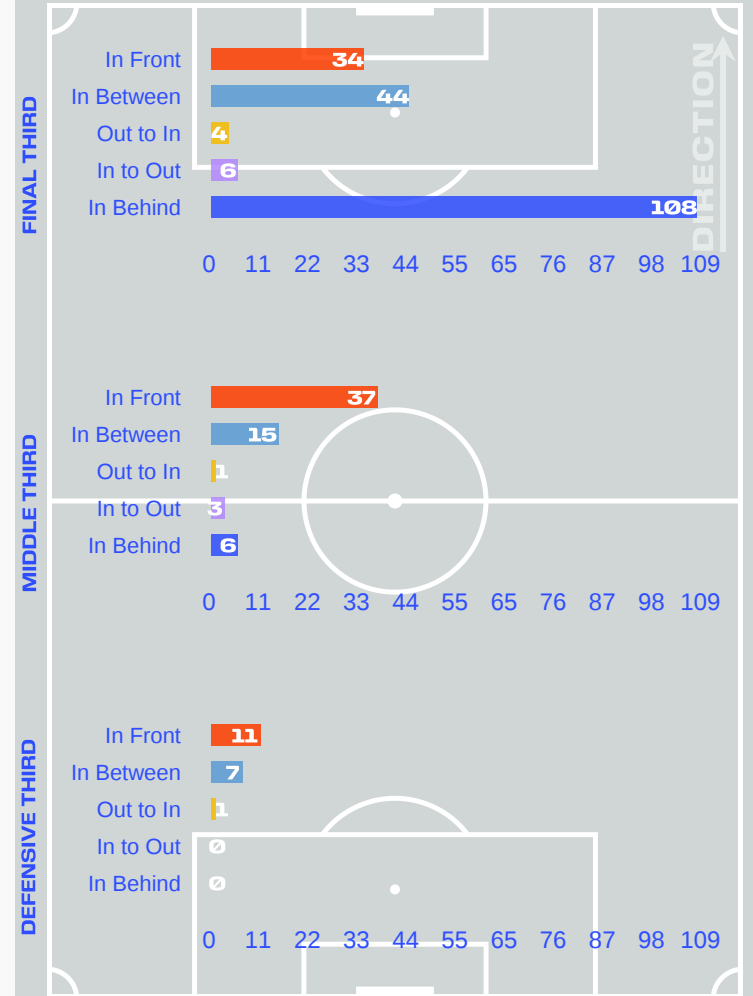 FINAL THIRD
DIRECTION
In Front 34
In Between 44
Out to In 4
In to Out 6
In Behind 108
0 11 22 33 44 55 65 76 87 98 109
MIDDLE THIRD
In Front 37
In Between 15
Out to In 1
In to Out 3
In Behind 6
0 11 22 33 44 55 65 76 87 98 109
DEFENSIVE THIRD
In Front 11
In Between 7
Out to In 1
In to Out 0
In Behind 0
0 11 22 33 44 55 65 76 87 98 109